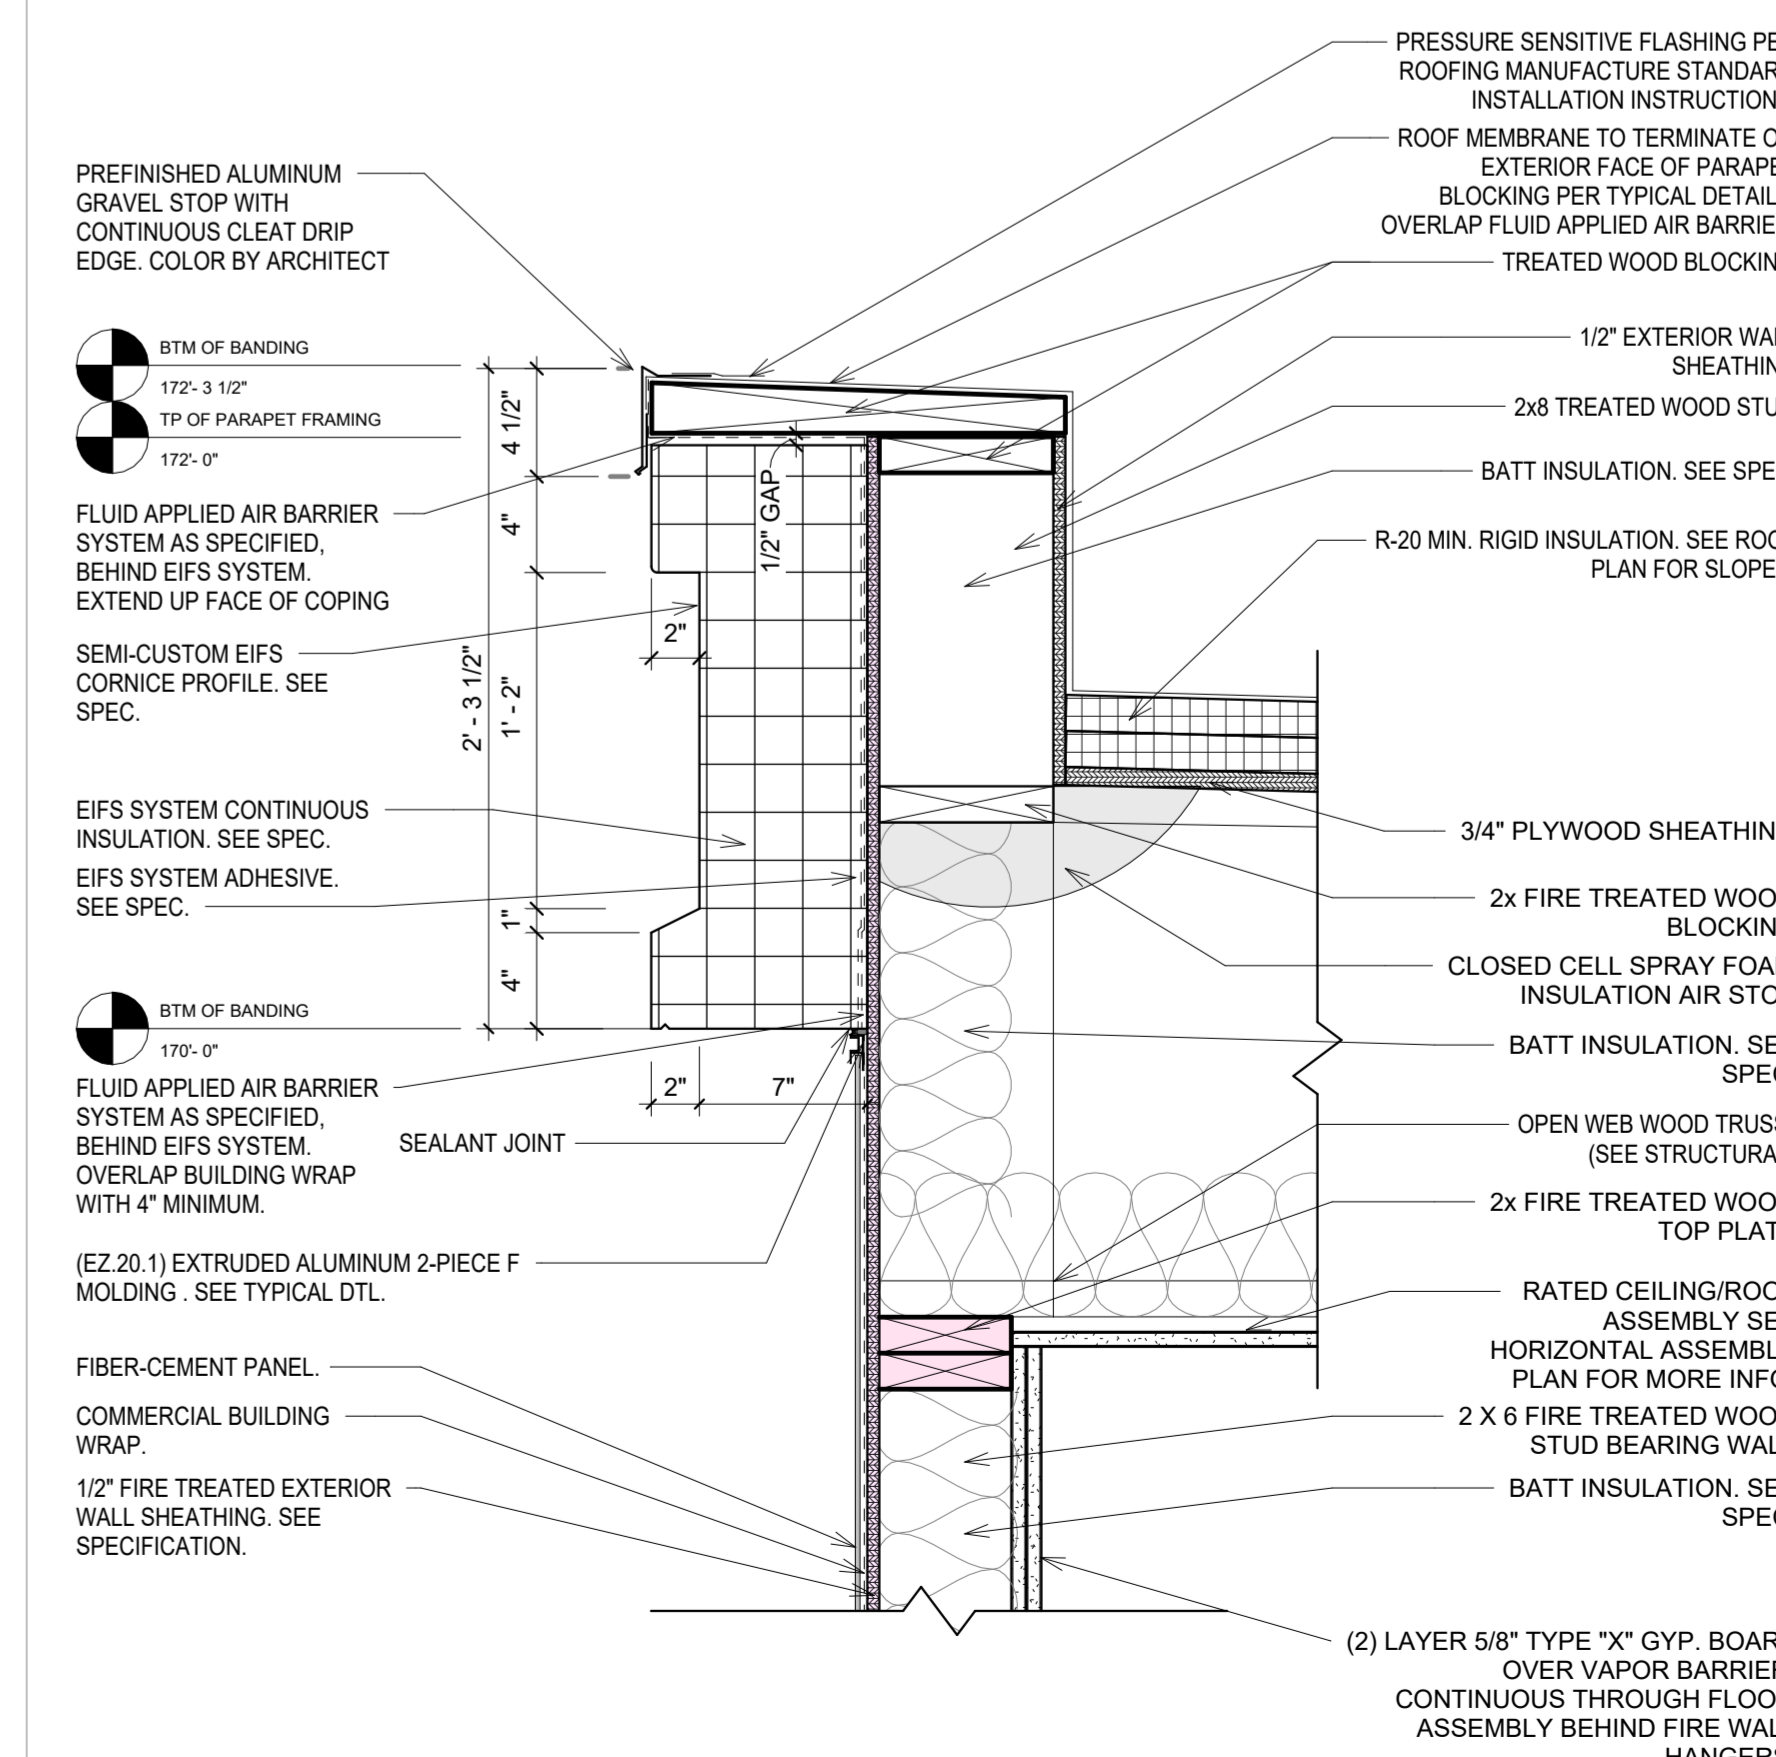 PREFINISHED ALUMINUM
GRAVEL STOP WITH
CONTINUOUS CLEAT DRIP
EDGE. COLOR BY ARCHITECT
BTM OF BANDING
172'- 3 1/2"
TP OF PARAPET FRAMING
172'- 0"
FLUID APPLIED AIR BARRIER
SYSTEM AS SPECIFIED,
BEHIND EIFS SYSTEM.
EXTEND UP FACE OF COPING
SEMI-CUSTOM EIFS
CORNICE PROFILE. SEE
SPEC.
EIFS SYSTEM CONTINUOUS
INSULATION. SEE SPEC.
EIFS SYSTEM ADHESIVE.
SEE SPEC.
BTM OF BANDING
170'- 0"
FLUID APPLIED AIR BARRIER
SYSTEM AS SPECIFIED,
BEHIND EIFS SYSTEM.
OVERLAP BUILDING WRAP
WITH 4" MINIMUM.
SEALANT JOINT
(EZ.20.1) EXTRUDED ALUMINUM 2-PIECE F
MOLDING . SEE TYPICAL DTL.
FIBER-CEMENT PANEL.
COMMERCIAL BUILDING
WRAP.
1/2" FIRE TREATED EXTERIOR
WALL SHEATHING. SEE
SPECIFICATION.
2' - 3 1/2"
4 1/2"
4"
1' - 2"
1"
4"
1/2" GAP
2"
2"
7"
PRESSURE SENSITIVE FLASHING PE
ROOFING MANUFACTURE STANDAR
INSTALLATION INSTRUCTION
ROOF MEMBRANE TO TERMINATE O
EXTERIOR FACE OF PARAPE
BLOCKING PER TYPICAL DETAIL
OVERLAP FLUID APPLIED AIR BARRIE
TREATED WOOD BLOCKIN
1/2" EXTERIOR WA
SHEATHIN
2x8 TREATED WOOD STU
BATT INSULATION. SEE SPE
R-20 MIN. RIGID INSULATION. SEE ROO
PLAN FOR SLOPE
3/4" PLYWOOD SHEATHIN
2x FIRE TREATED WOO
BLOCKIN
CLOSED CELL SPRAY FOA
INSULATION AIR STO
BATT INSULATION. SE
SPEC
OPEN WEB WOOD TRUSS
(SEE STRUCTURA
2x FIRE TREATED WOO
TOP PLAT
RATED CEILING/ROO
ASSEMBLY SE
HORIZONTAL ASSEMBL
PLAN FOR MORE INFO
2 X 6 FIRE TREATED WOO
STUD BEARING WAL
BATT INSULATION. SE
SPEC
(2) LAYER 5/8" TYPE "X" GYP. BOAR
OVER VAPOR BARRIER
CONTINUOUS THROUGH FLOO
ASSEMBLY BEHIND FIRE WAL
HANGERS